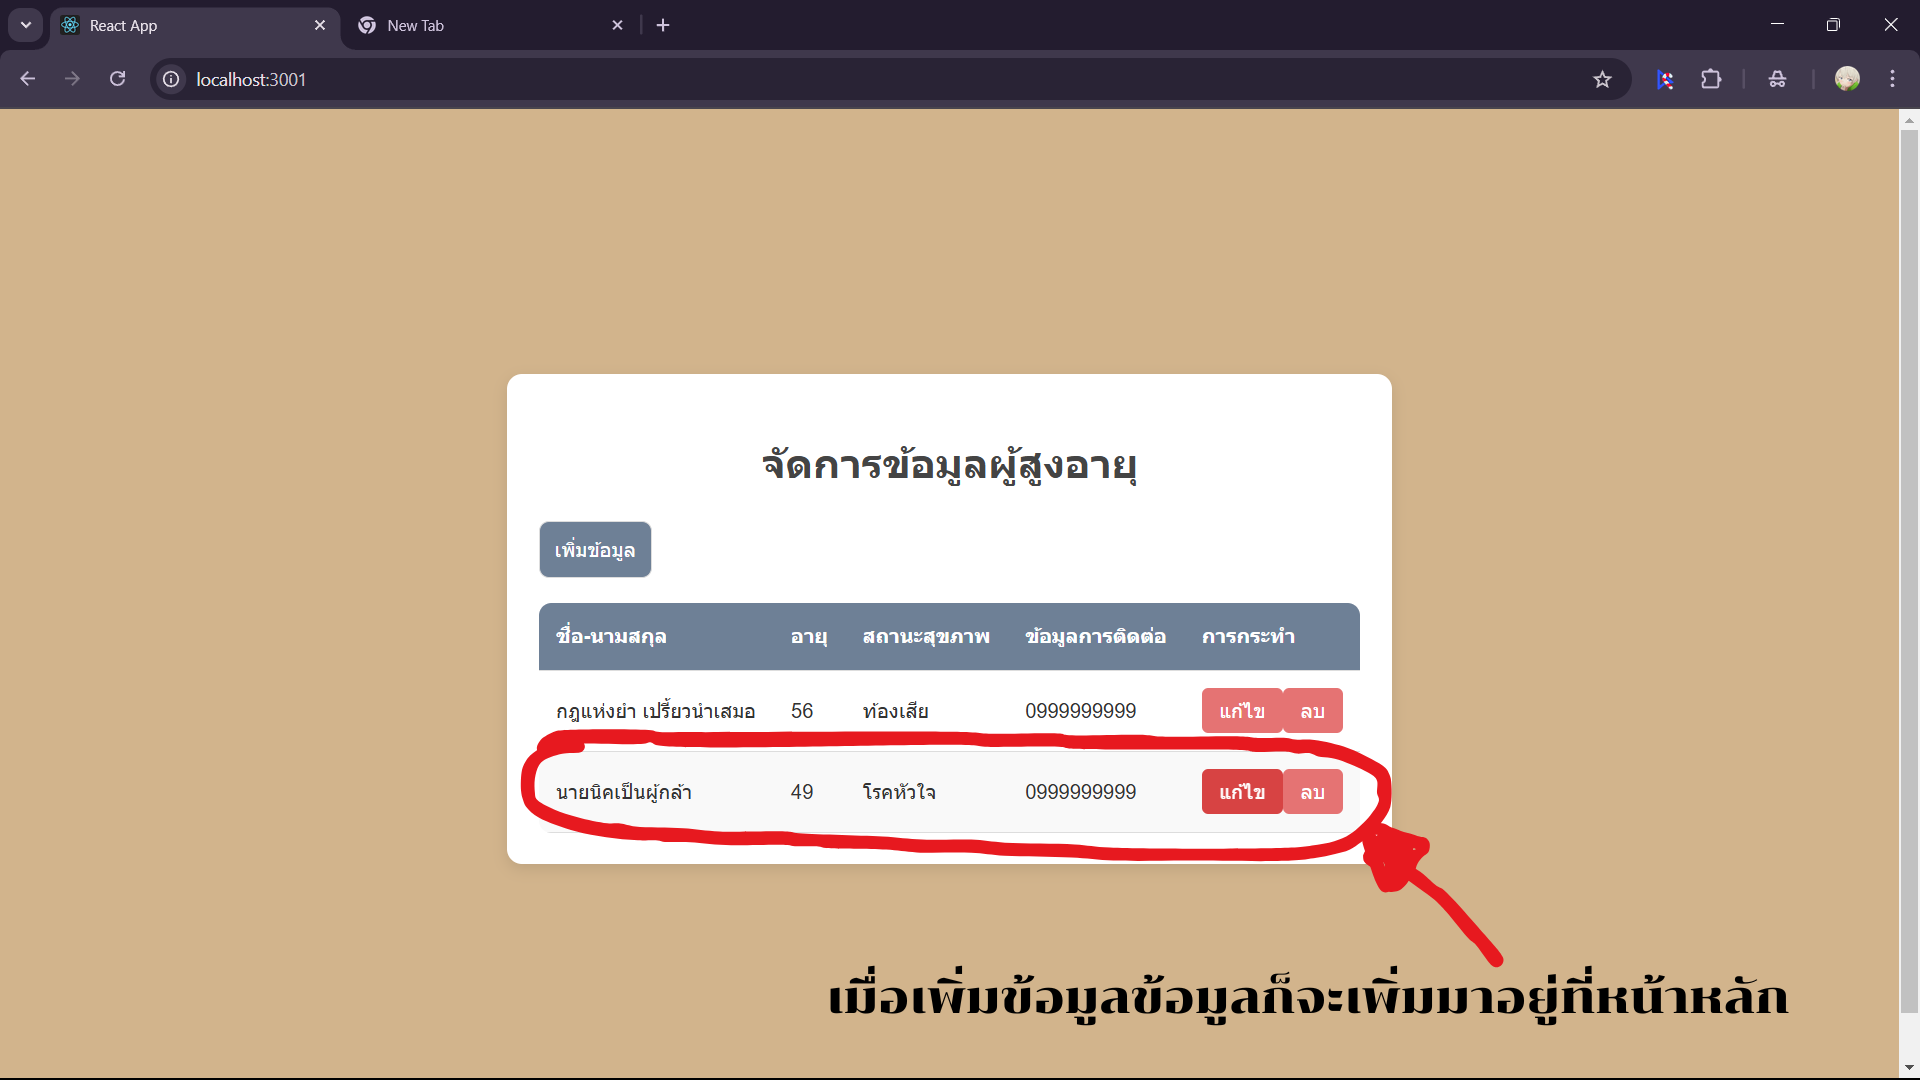 React App
New Tab
localhost:3001
จัดการข้อมูลผู้สูงอายุ
เพิ่มข้อมูล
ชื่อ-นามสกุล อายุ สถานะสุขภาพ ข้อมูลการติดต่อ การกระทำ
กฎแห่งยำ เปรี้ยวนำเสมอ 56 ท้องเสีย 0999999999 แก้ไข ลบ
นายนิคเป็นผู้กล้า 49 โรคหัวใจ 0999999999 แก้ไข ลบ
เมื่อเพิ่มข้อมูลข้อมูลก็จะเพิ่มมาอยู่ที่หน้าหลัก